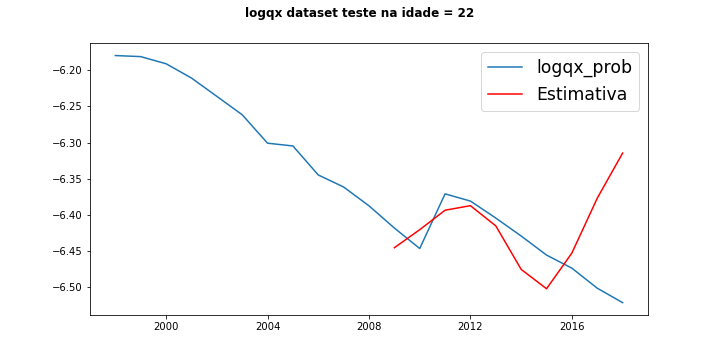 logqx dataset teste na idade = 22
logqx_prob
Estimativa
−6.20
−6.25
−6.30
−6.35
−6.40
−6.45
−6.50
2000 2004 2008 2012 2016